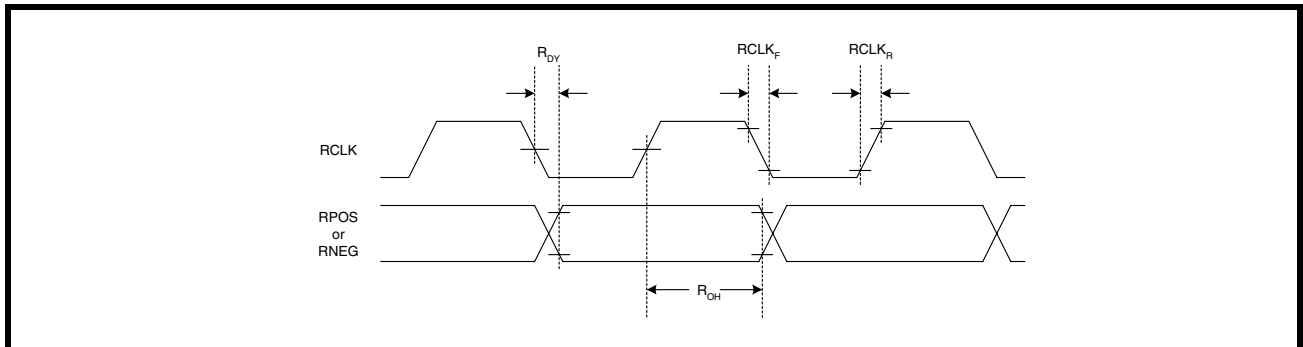 R_DY
RCLK_F
RCLK_R
RCLK
RPOS
or
RNEG
R_OH